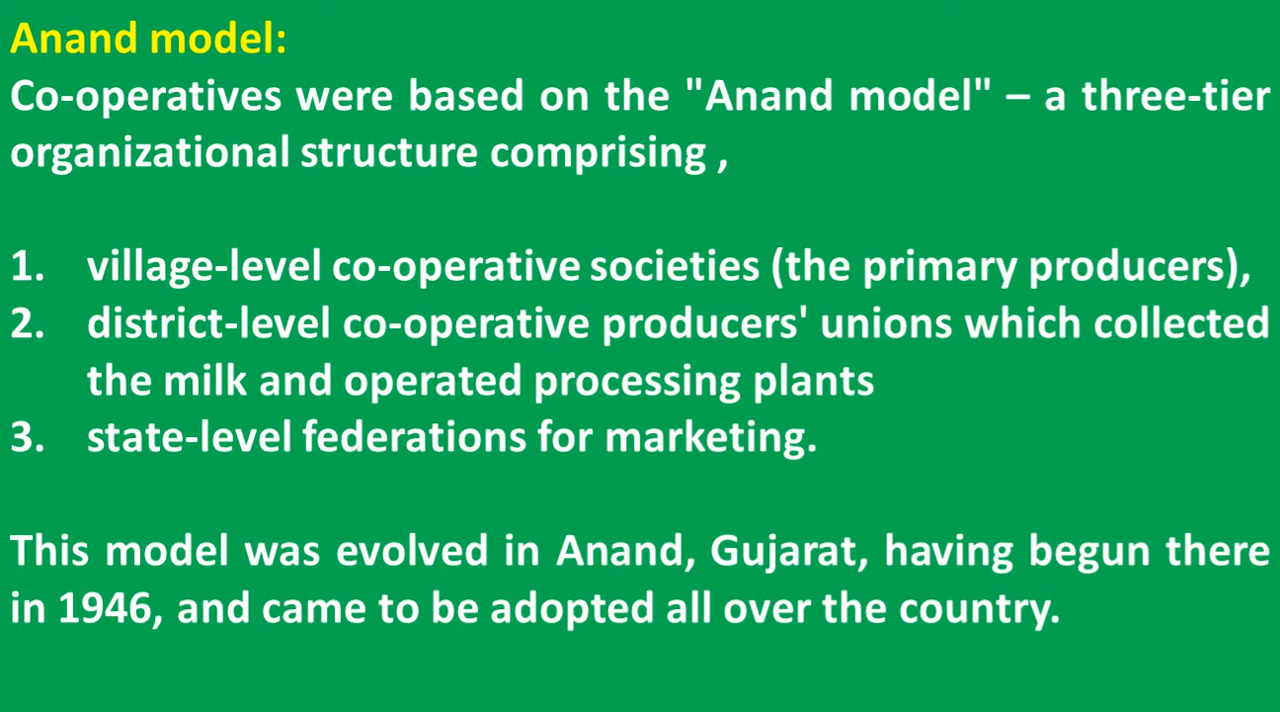 Anand model:
Co-operatives were based on the "Anand model" – a three-tier
organizational structure comprising ,
1. village-level co-operative societies (the primary producers),
2. district-level co-operative producers' unions which collected
the milk and operated processing plants
3. state-level federations for marketing.
This model was evolved in Anand, Gujarat, having begun there
in 1946, and came to be adopted all over the country.